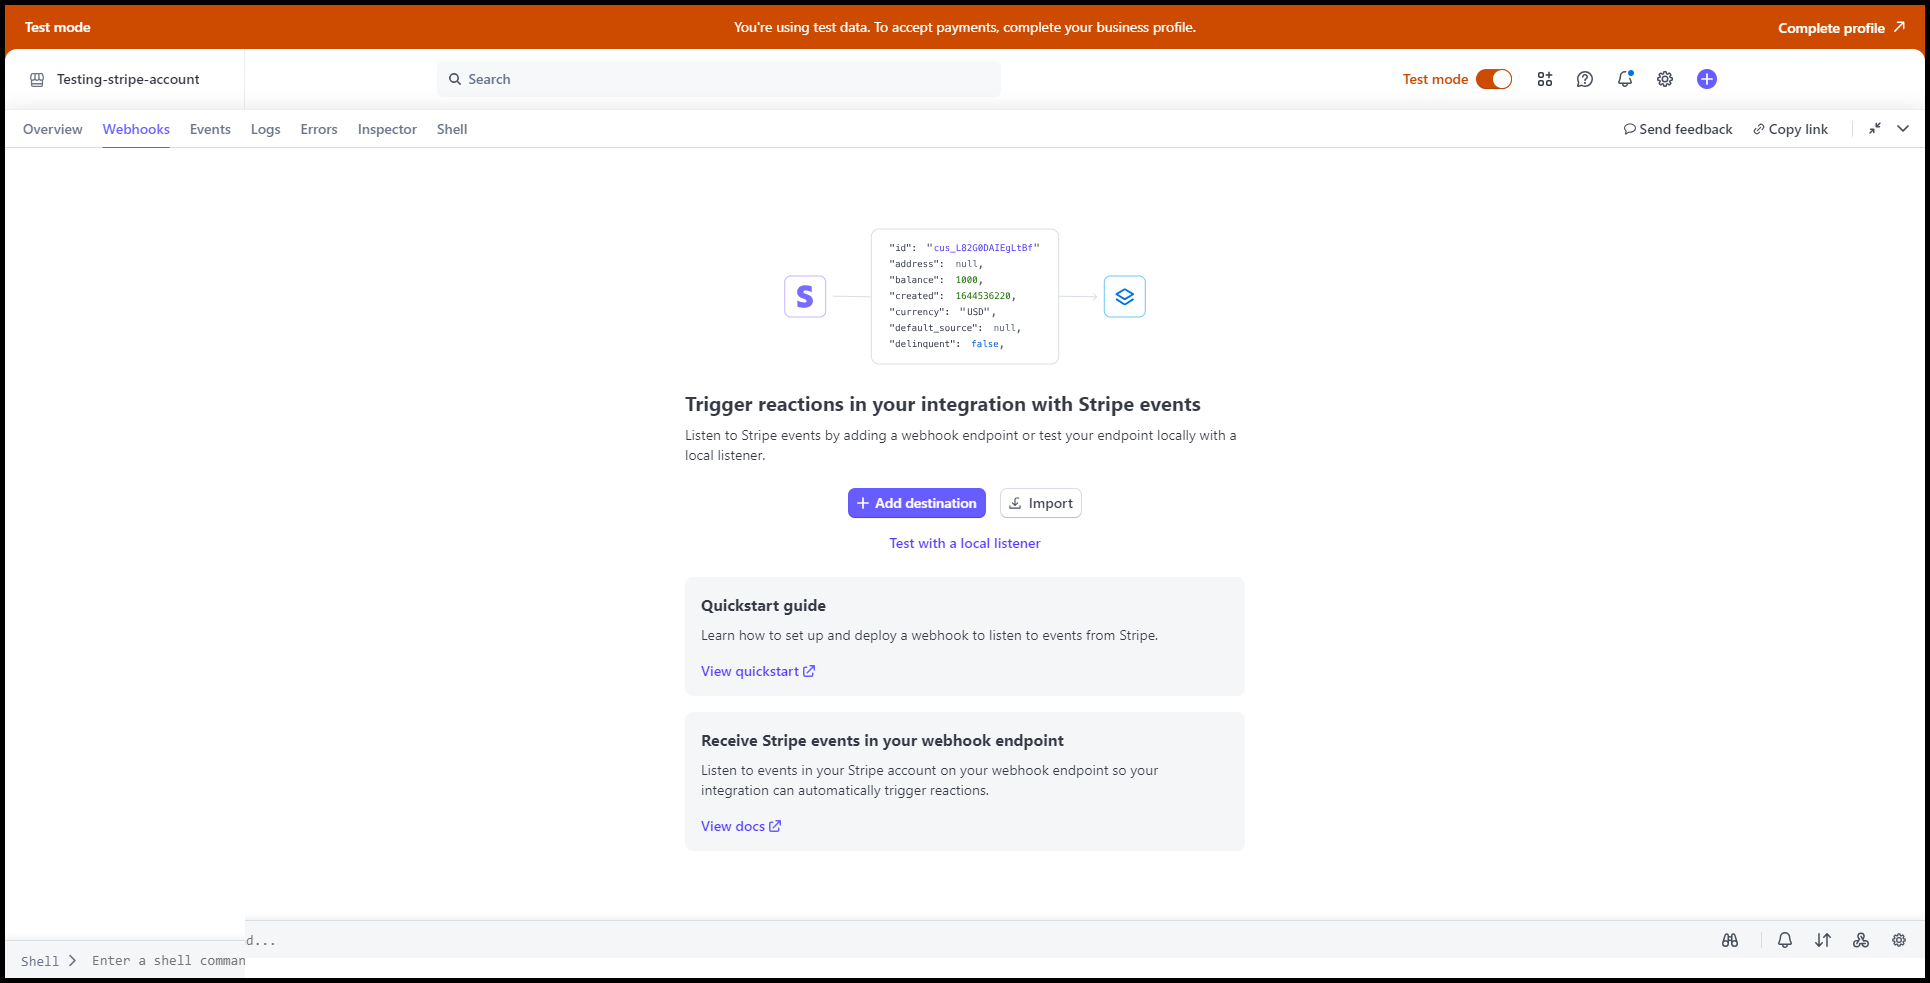 Test mode
You're using test data. To accept payments, complete your business profile.
Complete profile
Testing-stripe-account
Search
Test mode
Overview Webhooks Events Logs Errors Inspector Shell
Send feedback Copy link
"id": "cus_L82G0DAIEgLtBf"
"address": null,
"balance": 1000,
"created": 1644536220,
"currency": "USD",
"default_source": null,
"delinquent": false,
S
Trigger reactions in your integration with Stripe events
Listen to Stripe events by adding a webhook endpoint or test your endpoint locally with a
local listener.
Add destination
Import
Test with a local listener
Quickstart guide
Learn how to set up and deploy a webhook to listen to events from Stripe.
View quickstart
Receive Stripe events in your webhook endpoint
Listen to events in your Stripe account on your webhook endpoint so your
integration can automatically trigger reactions.
View docs
d...
Shell Enter a shell comman